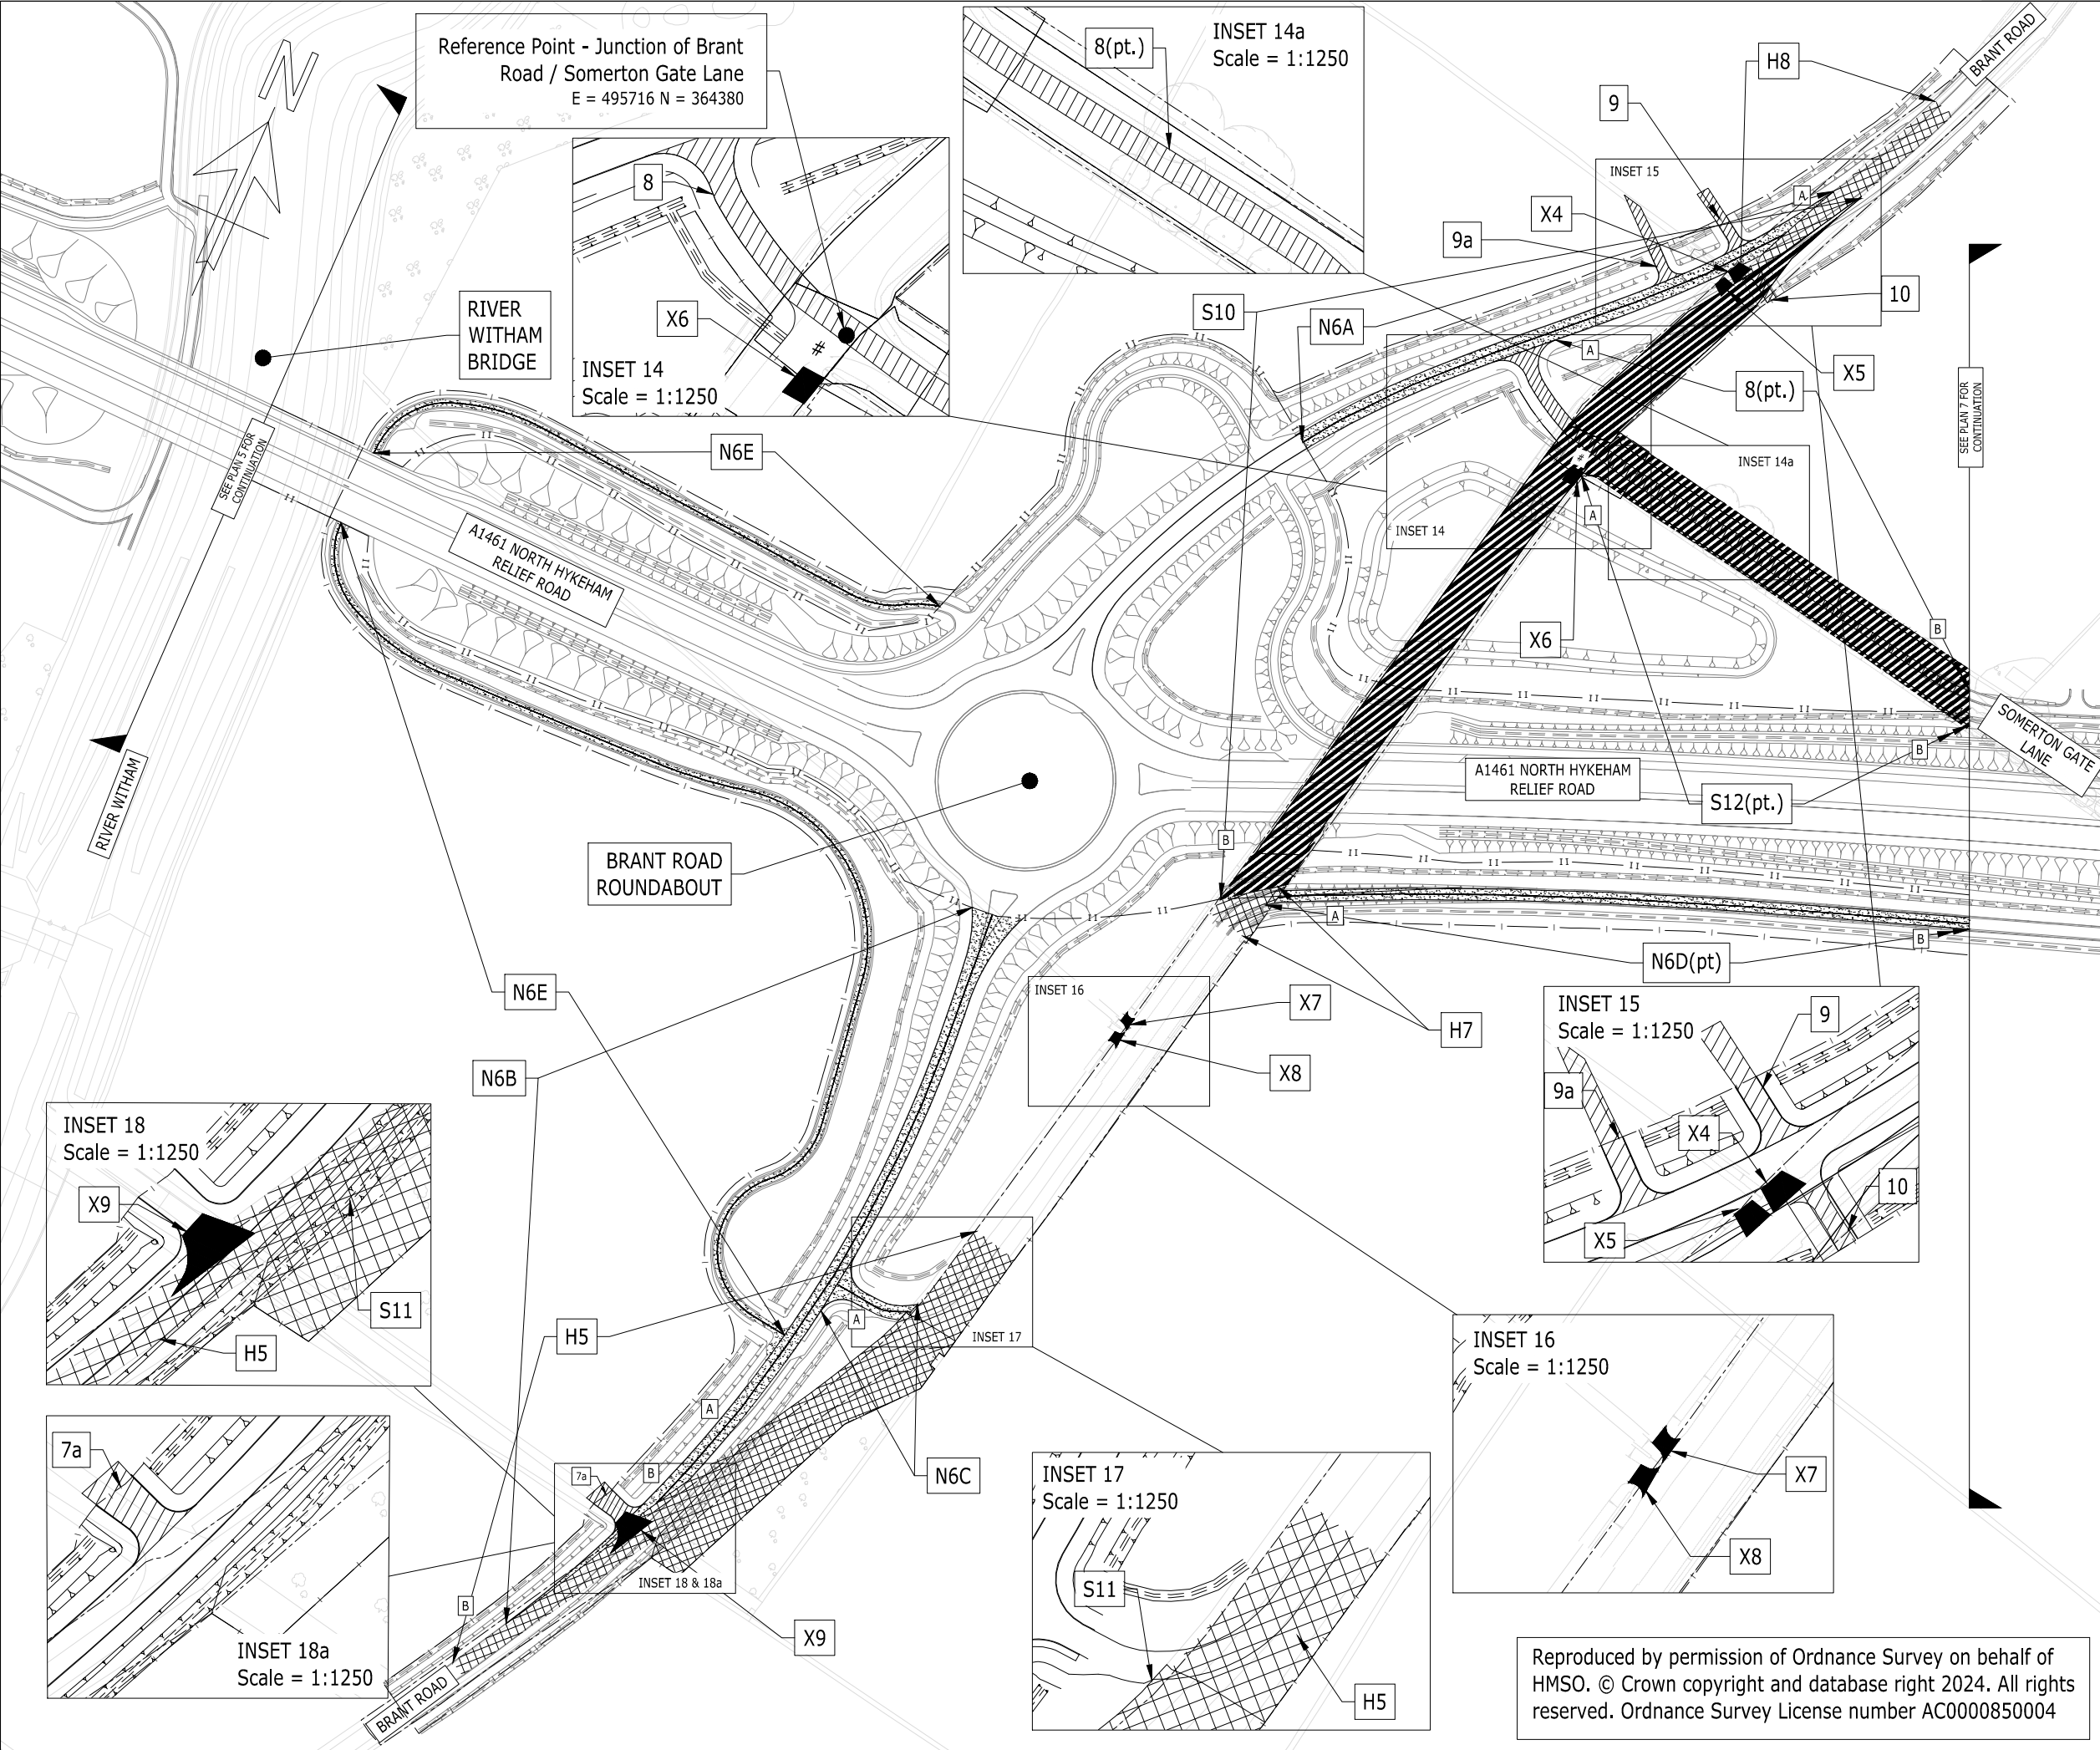 Reference Point - Junction of Brant
Road / Somerton Gate Lane
E = 495716 N = 364380
N
INSET 14a
Scale = 1:1250
8(pt.)
BRANT ROAD
H8
9
INSET 15
A
X4
9a
10
S10
N6A
A
X5
8(pt.)
8
X6
#
INSET 14
Scale = 1:1250
RIVER
WITHAM
BRIDGE
SEE PLAN 5 FOR
CONTINUATION
SEE PLAN 7 FOR
CONTINUATION
N6E
#
INSET 14a
A
INSET 14
A1461 NORTH HYKEHAM
RELIEF ROAD
X6
B
SOMERTON GATE
LANE
B
A1461 NORTH HYKEHAM
RELIEF ROAD
S12(pt.)
RIVER WITHAM
BRANT ROAD
ROUNDABOUT
B
A
B
N6D(pt)
N6E
INSET 16
X7
H7
X8
N6B
INSET 15
Scale = 1:1250
9
9a
X4
10
X5
INSET 18
Scale = 1:1250
X9
S11
H5
H5
A
INSET 17
INSET 16
Scale = 1:1250
X7
X8
A
B
7a
N6C
INSET 18 & 18a
B
X9
BRANT ROAD
7a
INSET 18a
Scale = 1:1250
INSET 17
Scale = 1:1250
S11
H5
Reproduced by permission of Ordnance Survey on behalf of
HMSO. © Crown copyright and database right 2024. All rights
reserved. Ordnance Survey License number AC0000850004